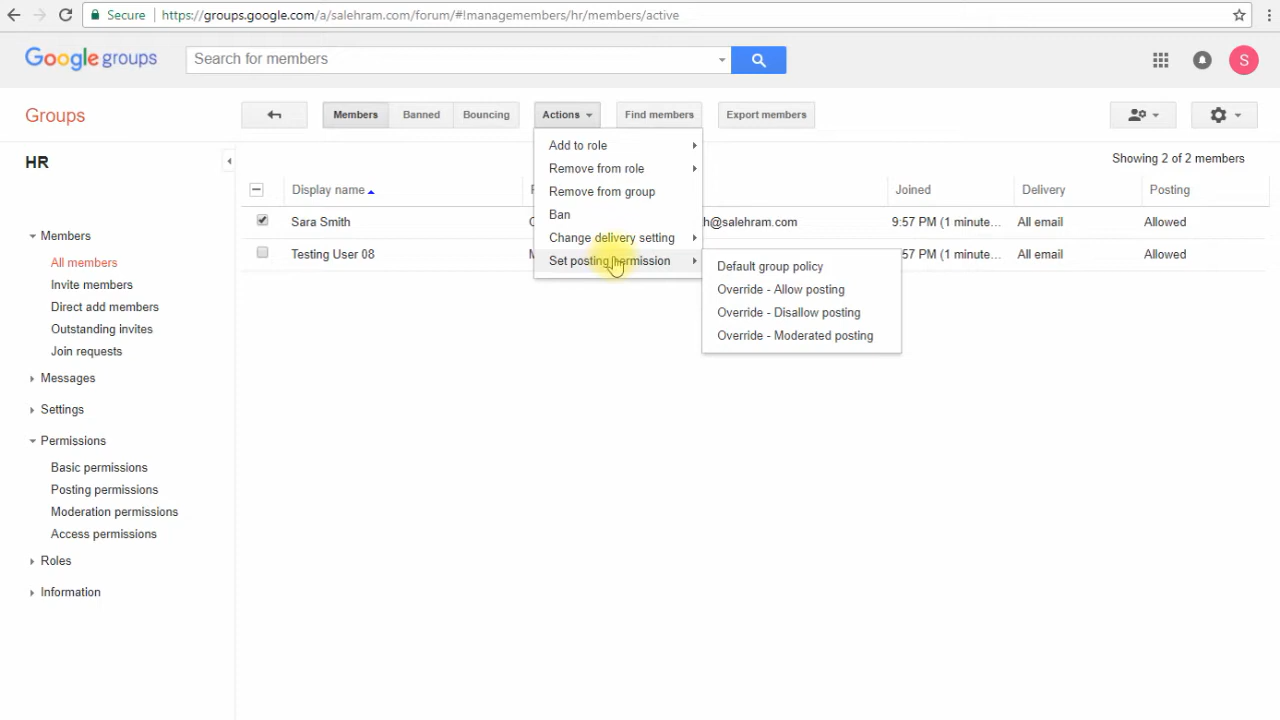 Secure https://groups.google.com/a/salehram.com/forum/#!managemembers/hr/members/active
Google groups
Search for members
S
Groups
Members Banned Bouncing Actions Find members Export members
HR
Showing 2 of 2 members
Display name Joined Delivery Posting
Sara Smith h@salehram.com 9:57 PM (1 minute... All email Allowed
Testing User 08 :57 PM (1 minute... All email Allowed
Add to role
Remove from role
Remove from group
Ban
Change delivery setting
Set posting permission
Default group policy
Override - Allow posting
Override - Disallow posting
Override - Moderated posting
Members
All members
Invite members
Direct add members
Outstanding invites
Join requests
Messages
Settings
Permissions
Basic permissions
Posting permissions
Moderation permissions
Access permissions
Roles
Information